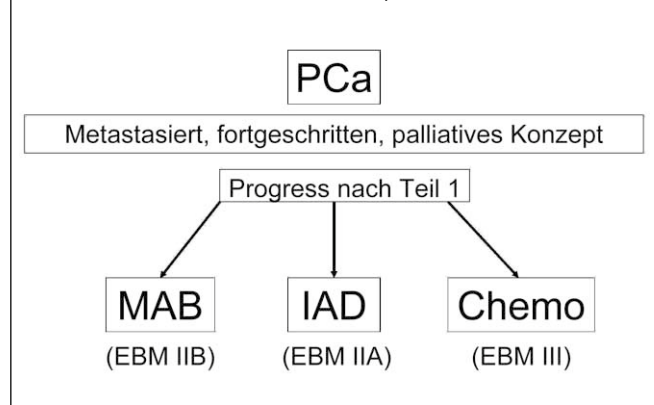 PCa
Metastasiert, fortgeschritten, palliatives Konzept
Progress nach Teil 1
MAB IAD Chemo
(EBM IIB) (EBM IIA) (EBM III)